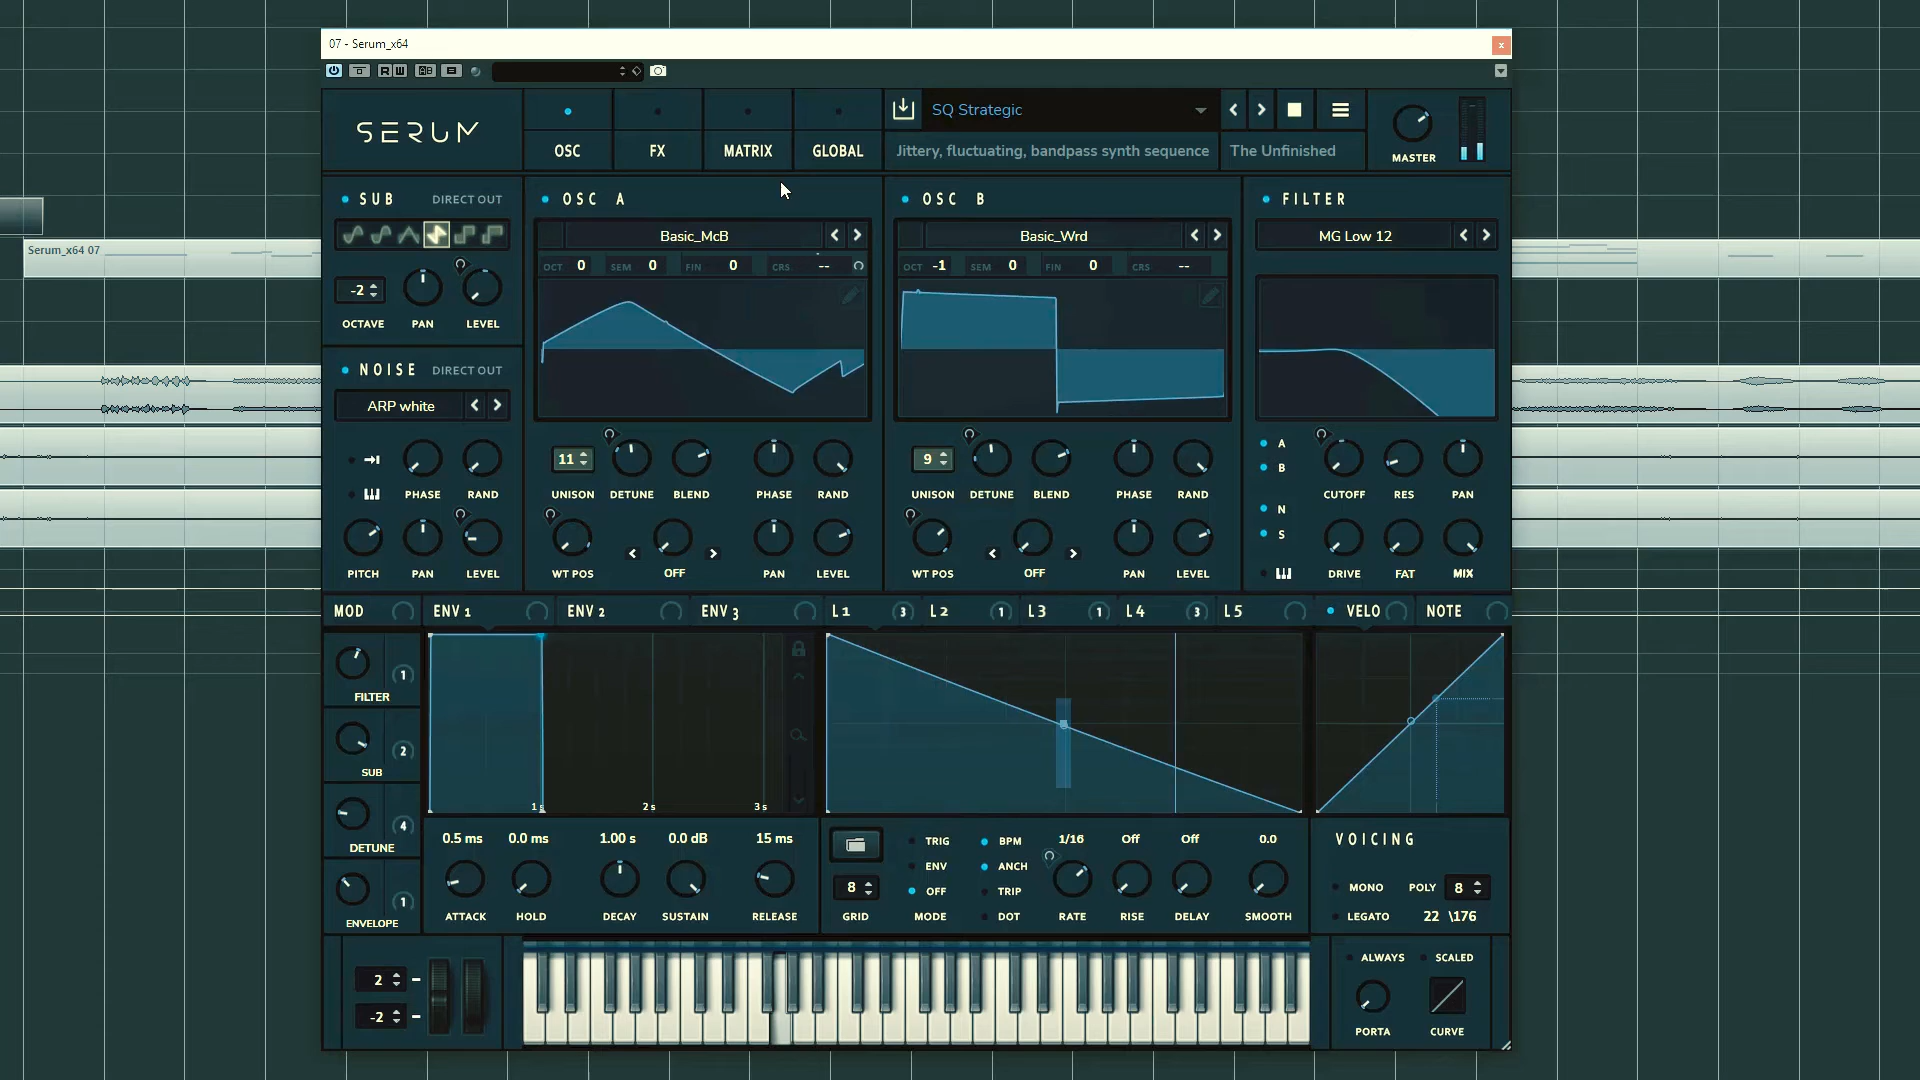 07 - Serum_x64
R W
SERUM
OSC FX MATRIX GLOBAL
SQ Strategic
Jittery, fluctuating, bandpass synth sequence
The Unfinished
MASTER
SUB DIRECT OUT
-2
OCTAVE PAN LEVEL
NOISE DIRECT OUT
ARP white
PHASE RAND
PITCH PAN LEVEL
OSC A
Basic_McB
OCT 0 SEM 0 FIN 0 CRS --
11
UNISON DETUNE BLEND PHASE RAND
WT POS OFF PAN LEVEL
OSC B
Basic_Wrd
OCT -1 SEM 0 FIN 0 CRS --
9
UNISON DETUNE BLEND PHASE RAND
WT POS OFF PAN LEVEL
FILTER
MG Low 12
A
B
N
S
CUTOFF RES PAN
DRIVE FAT MIX
Serum_x64 07
MOD ENV 1 ENV 2 ENV 3 L1 3 L2 1 L3 1 L4 3 L5 VELO NOTE
1
FILTER
2
SUB
4
DETUNE
1
ENVELOPE
1 s 2 s 3 s
0.5 ms 0.0 ms 1.00 s 0.0 dB 15 ms
ATTACK HOLD DECAY SUSTAIN RELEASE
8
GRID
TRIG
ENV
OFF
MODE
BPM
ANCH
TRIP
DOT
1/16 Off Off 0.0
RATE RISE DELAY SMOOTH
VOICING
MONO POLY 8
LEGATO 22 \176
2
-2
ALWAYS SCALED
PORTA CURVE